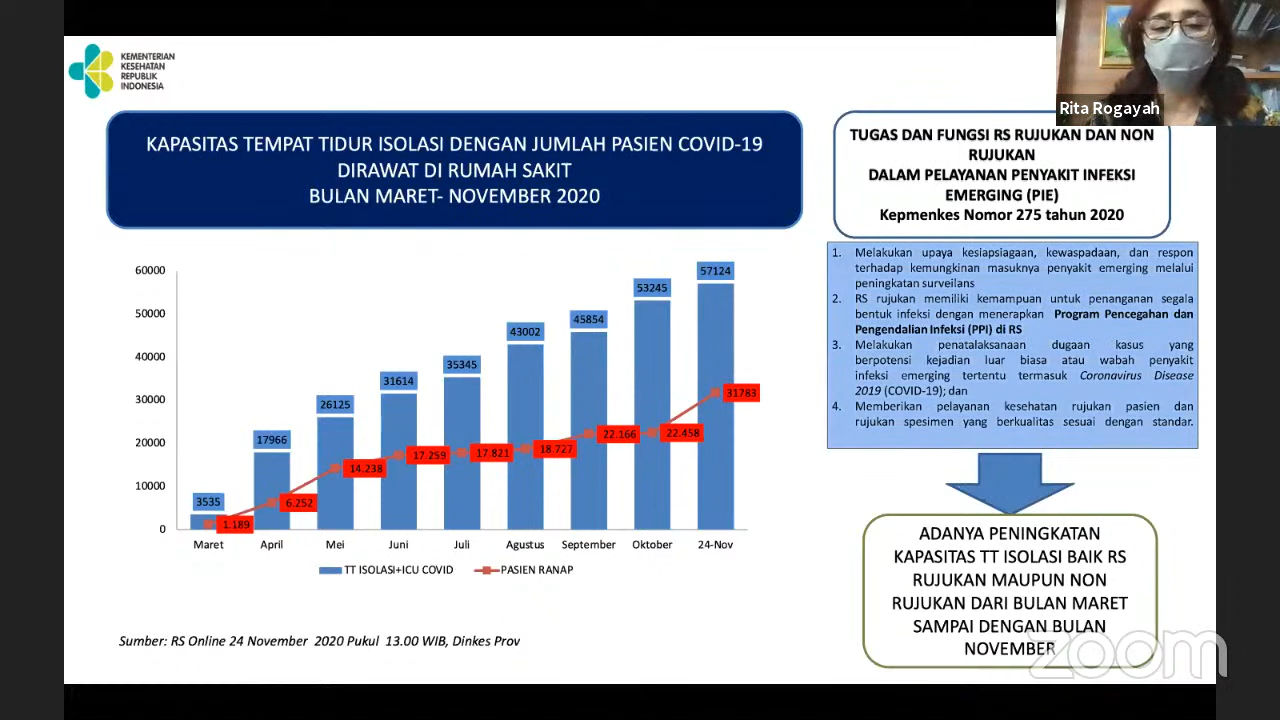 KEMENTERIAN
KESEHATAN
REPUBLIK
INDONESIA
Rita Rogayah
KAPASITAS TEMPAT TIDUR ISOLASI DENGAN JUMLAH PASIEN COVID-19
DIRAWAT DI RUMAH SAKIT
BULAN MARET- NOVEMBER 2020
60000
50000
40000
30000
20000
10000
0
3535
17966
26125
31614
35345
43002
45854
53245
57124
1.189
6.252
14.238
17.259
17.821
18.727
22.166
22.458
31783
Maret
April
Mei
Juni
Juli
Agustus
September
Oktober
24-Nov
TT ISOLASI+ICU COVID
PASIEN RANAP
Sumber: RS Online 24 November 2020 Pukul 13.00 WIB, Dinkes Prov
TUGAS DAN FUNGSI RS RUJUKAN DAN NON
RUJUKAN
DALAM PELAYANAN PENYAKIT INFEKSI
EMERGING (PIE)
Kepmenkes Nomor 275 tahun 2020
1. Melakukan upaya kesiapsiagaan, kewaspadaan, dan respon
terhadap kemungkinan masuknya penyakit emerging melalui
peningkatan surveilans
2. RS rujukan memiliki kemampuan untuk penanganan segala
bentuk infeksi dengan menerapkan Program Pencegahan dan
Pengendalian Infeksi (PPI) di RS
3. Melakukan penatalaksanaan dugaan kasus yang
berpotensi kejadian luar biasa atau wabah penyakit
infeksi emerging tertentu termasuk Coronavirus Disease
2019 (COVID-19); dan
4. Memberikan pelayanan kesehatan rujukan pasien dan
rujukan spesimen yang berkualitas sesuai dengan standar.
ADANYA PENINGKATAN
KAPASITAS TT ISOLASI BAIK RS
RUJUKAN MAUPUN NON
RUJUKAN DARI BULAN MARET
SAMPAI DENGAN BULAN
NOVEMBER
zoom